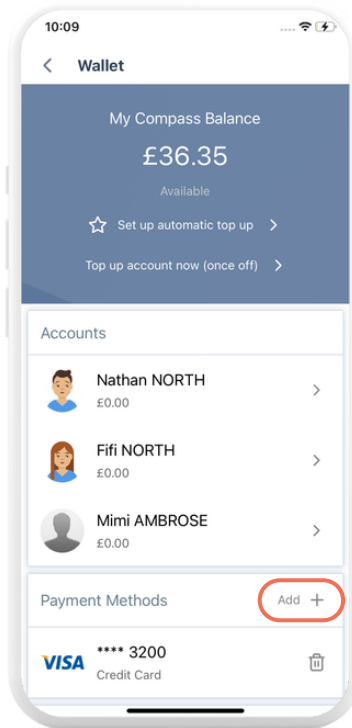 10:09
Wallet
My Compass Balance
£36.35
Available
Set up automatic top up
Top up account now (once off)
Accounts
Nathan NORTH
£0.00
Fifi NORTH
£0.00
Mimi AMBROSE
£0.00
Payment Methods
Add +
VISA
**** 3200
Credit Card